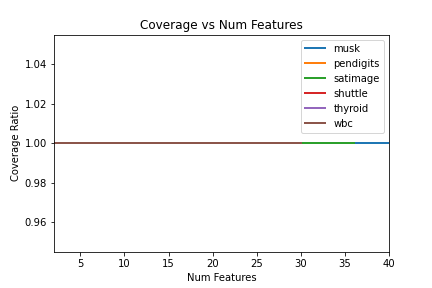 Coverage vs Num Features
musk
pendigits
satimage
shuttle
thyroid
wbc
1.04
1.02
1.00
0.98
0.96
Coverage Ratio
5 10 15 20 25 30 35 40
Num Features